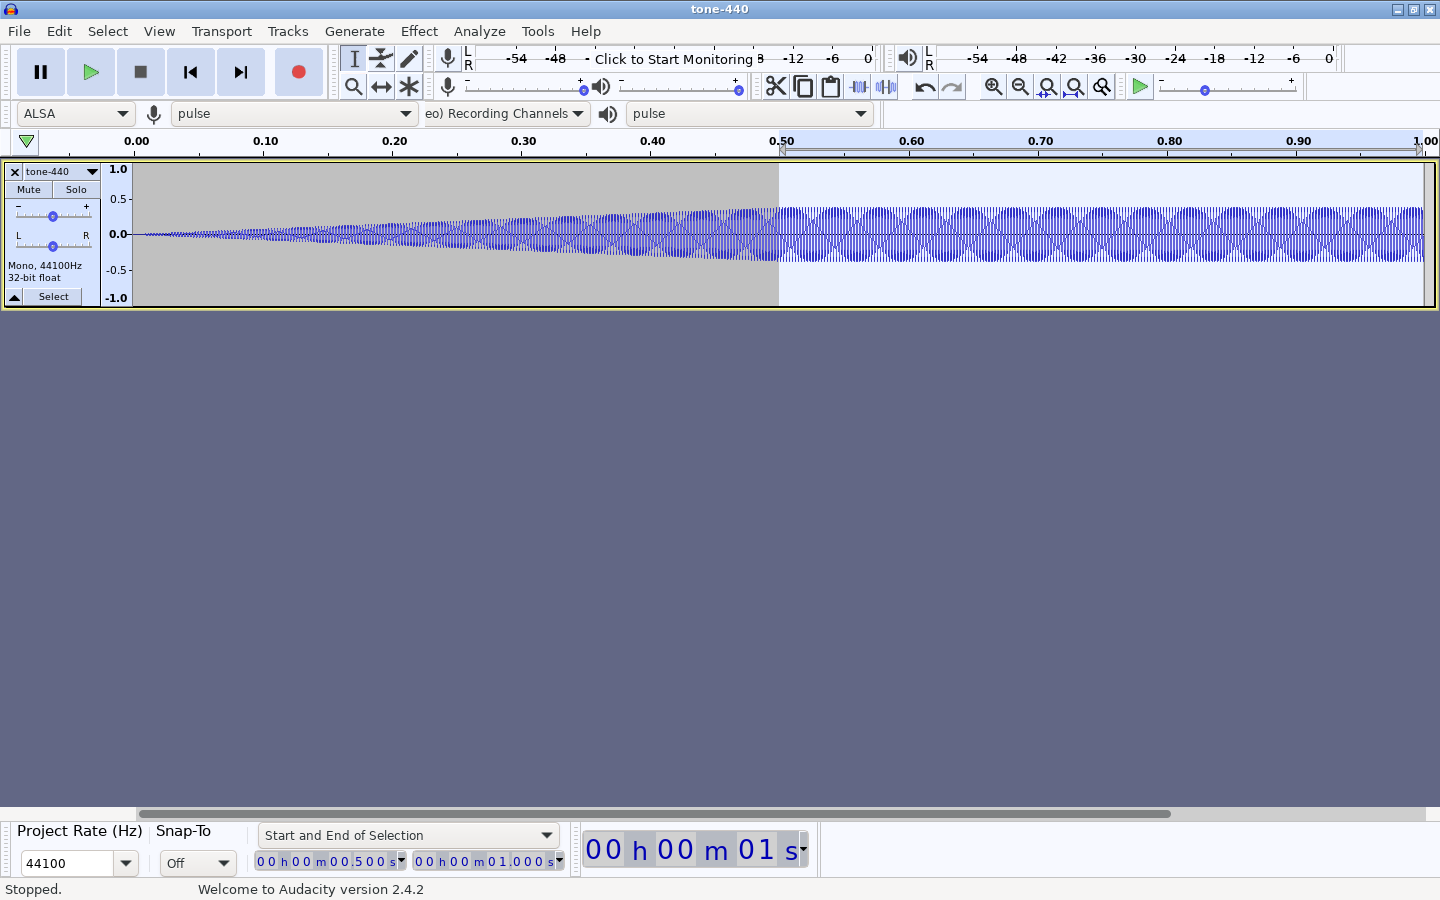 tone-440
File Edit Select View Transport Tracks Generate Effect Analyze Tools Help
L
R
-54 -48 - Click to Start Monitoring -12 -6 0
L
R
-54 -48 -42 -36 -30 -24 -18 -12 -6 0
- + - + - +
ALSA pulse eo) Recording Channels pulse
0.00 0.10 0.20 0.30 0.40 0.50 0.60 0.70 0.80 0.90 1.00
tone-440
Mute Solo
- +
L R
Mono, 44100Hz
32-bit float
Select
1.0
0.5
0.0
-0.5
-1.0
Project Rate (Hz) Snap-To Start and End of Selection
44100 Off 00 h 00 m 00.500 s 00 h 00 m 01.000 s
00 h 00 m 01 s
Stopped. Welcome to Audacity version 2.4.2